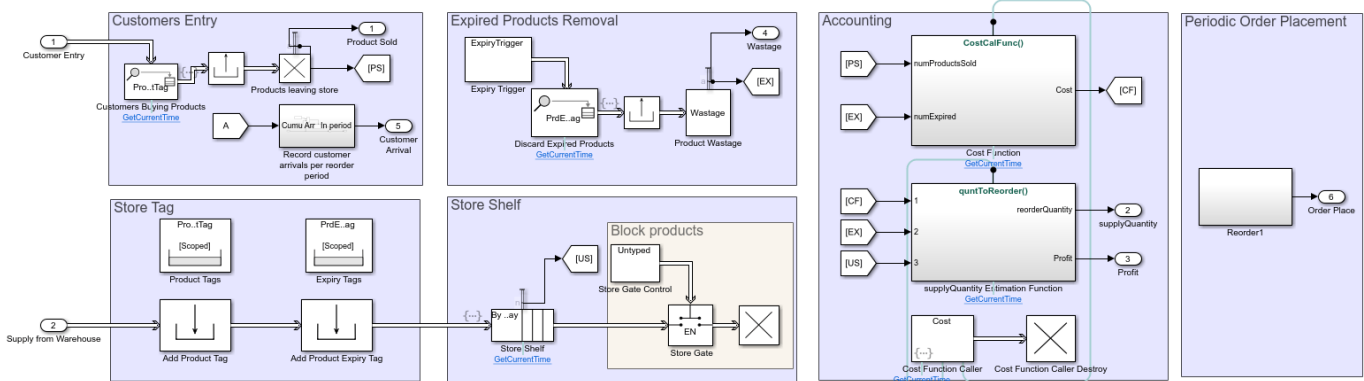 Customers Entry
1
Customer Entry
Pro..tTag
{...}
Customers Buying Products
GetCurrentTime
Products leaving store
1
Product Sold
[PS]
A
Cumu Arr In period
Record customer
arrivals per reorder
period
5
Customer
Arrival
Expired Products Removal
ExpiryTrigger
Expiry Trigger
PrdE..ag
{...}
Discard Expired Products
GetCurrentTime
Wastage
Product Wastage
4
Wastage
[EX]
Accounting
CostCalFunc()
[PS]
numProductsSold
[EX]
numExpired
Cost
[CF]
Cost Function
GetCurrentTime
quntToReorder()
[CF]
1
[EX]
2
[US]
3
reorderQuantity
2
supplyQuantity
Profit
3
Profit
supplyQuantity Estimation Function
GetCurrentTime
Cost
{...}
Cost Function Caller
GetCurrentTime
Cost Function Caller Destroy
Periodic Order Placement
Reorder1
6
Order Place
Store Tag
Pro..tTag
[Scoped]
Product Tags
PrdE..ag
[Scoped]
Expiry Tags
2
Supply from Warehouse
Add Product Tag
Add Product Expiry Tag
Store Shelf
{...}
By ..ay
Store Shelf
GetCurrentTime
[US]
Block products
Untyped
Store Gate Control
EN
Store Gate